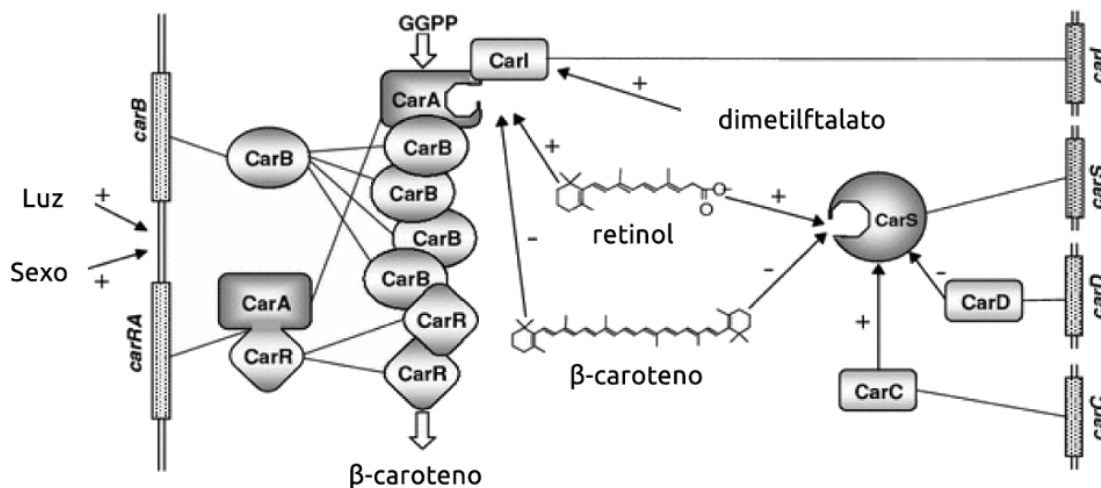 GGPP
CarI
carI
+
CarA
dimetilftalato
carB
CarB
CarB
+
+
carS
CarB
CarS
Luz
+
retinol
CarB
-
-
-
Sexo
+
CarB
CarD
carD
CarA
CarR
+
carRA
CarR
CarR
β-caroteno
CarC
carC
β-caroteno